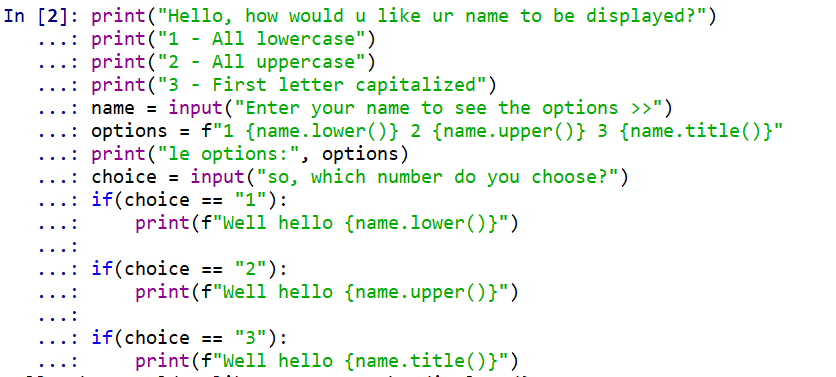 In [2]: print("Hello, how would u like ur name to be displayed?")
   ...: print("1 - All lowercase")
   ...: print("2 - All uppercase")
   ...: print("3 - First letter capitalized")
   ...: name = input("Enter your name to see the options >>")
   ...: options = f"1 {name.lower()} 2 {name.upper()} 3 {name.title()}"
   ...: print("le options:", options)
   ...: choice = input("so, which number do you choose?")
   ...: if(choice == "1"):
   ...:     print(f"Well hello {name.lower()}")
   ...:
   ...: if(choice == "2"):
   ...:     print(f"Well hello {name.upper()}")
   ...:
   ...: if(choice == "3"):
   ...:     print(f"Well hello {name.title()}")